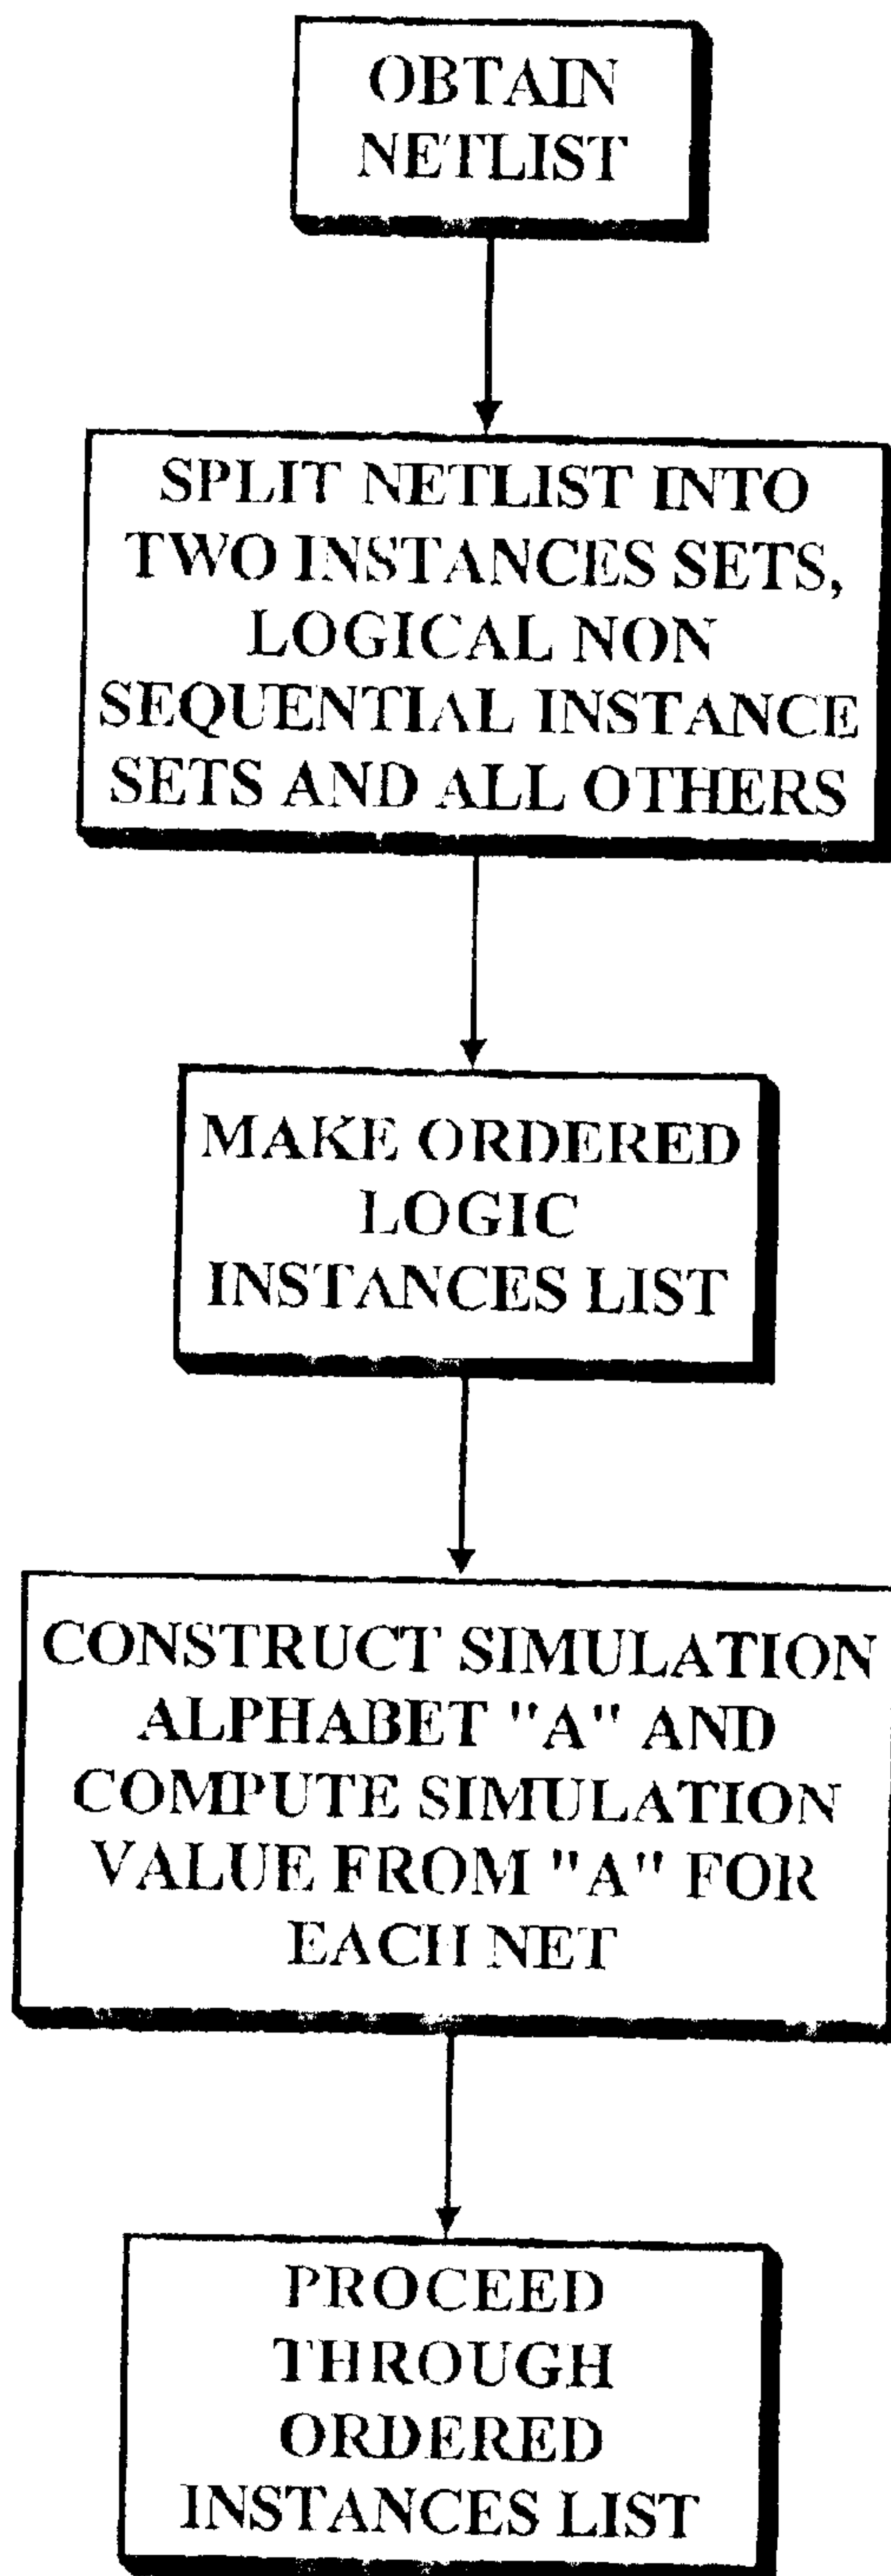 OBTAIN
NETLIST
SPLIT NETLIST INTO
TWO INSTANCES SETS,
LOGICAL NON
SEQUENTIAL INSTANCE
SETS AND ALL OTHERS
MAKE ORDERED
LOGIC
INSTANCES LIST
CONSTRUCT SIMULATION
ALPHABET "A" AND
COMPUTE SIMULATION
VALUE FROM "A" FOR
EACH NET
PROCEED
THROUGH
ORDERED
INSTANCES LIST